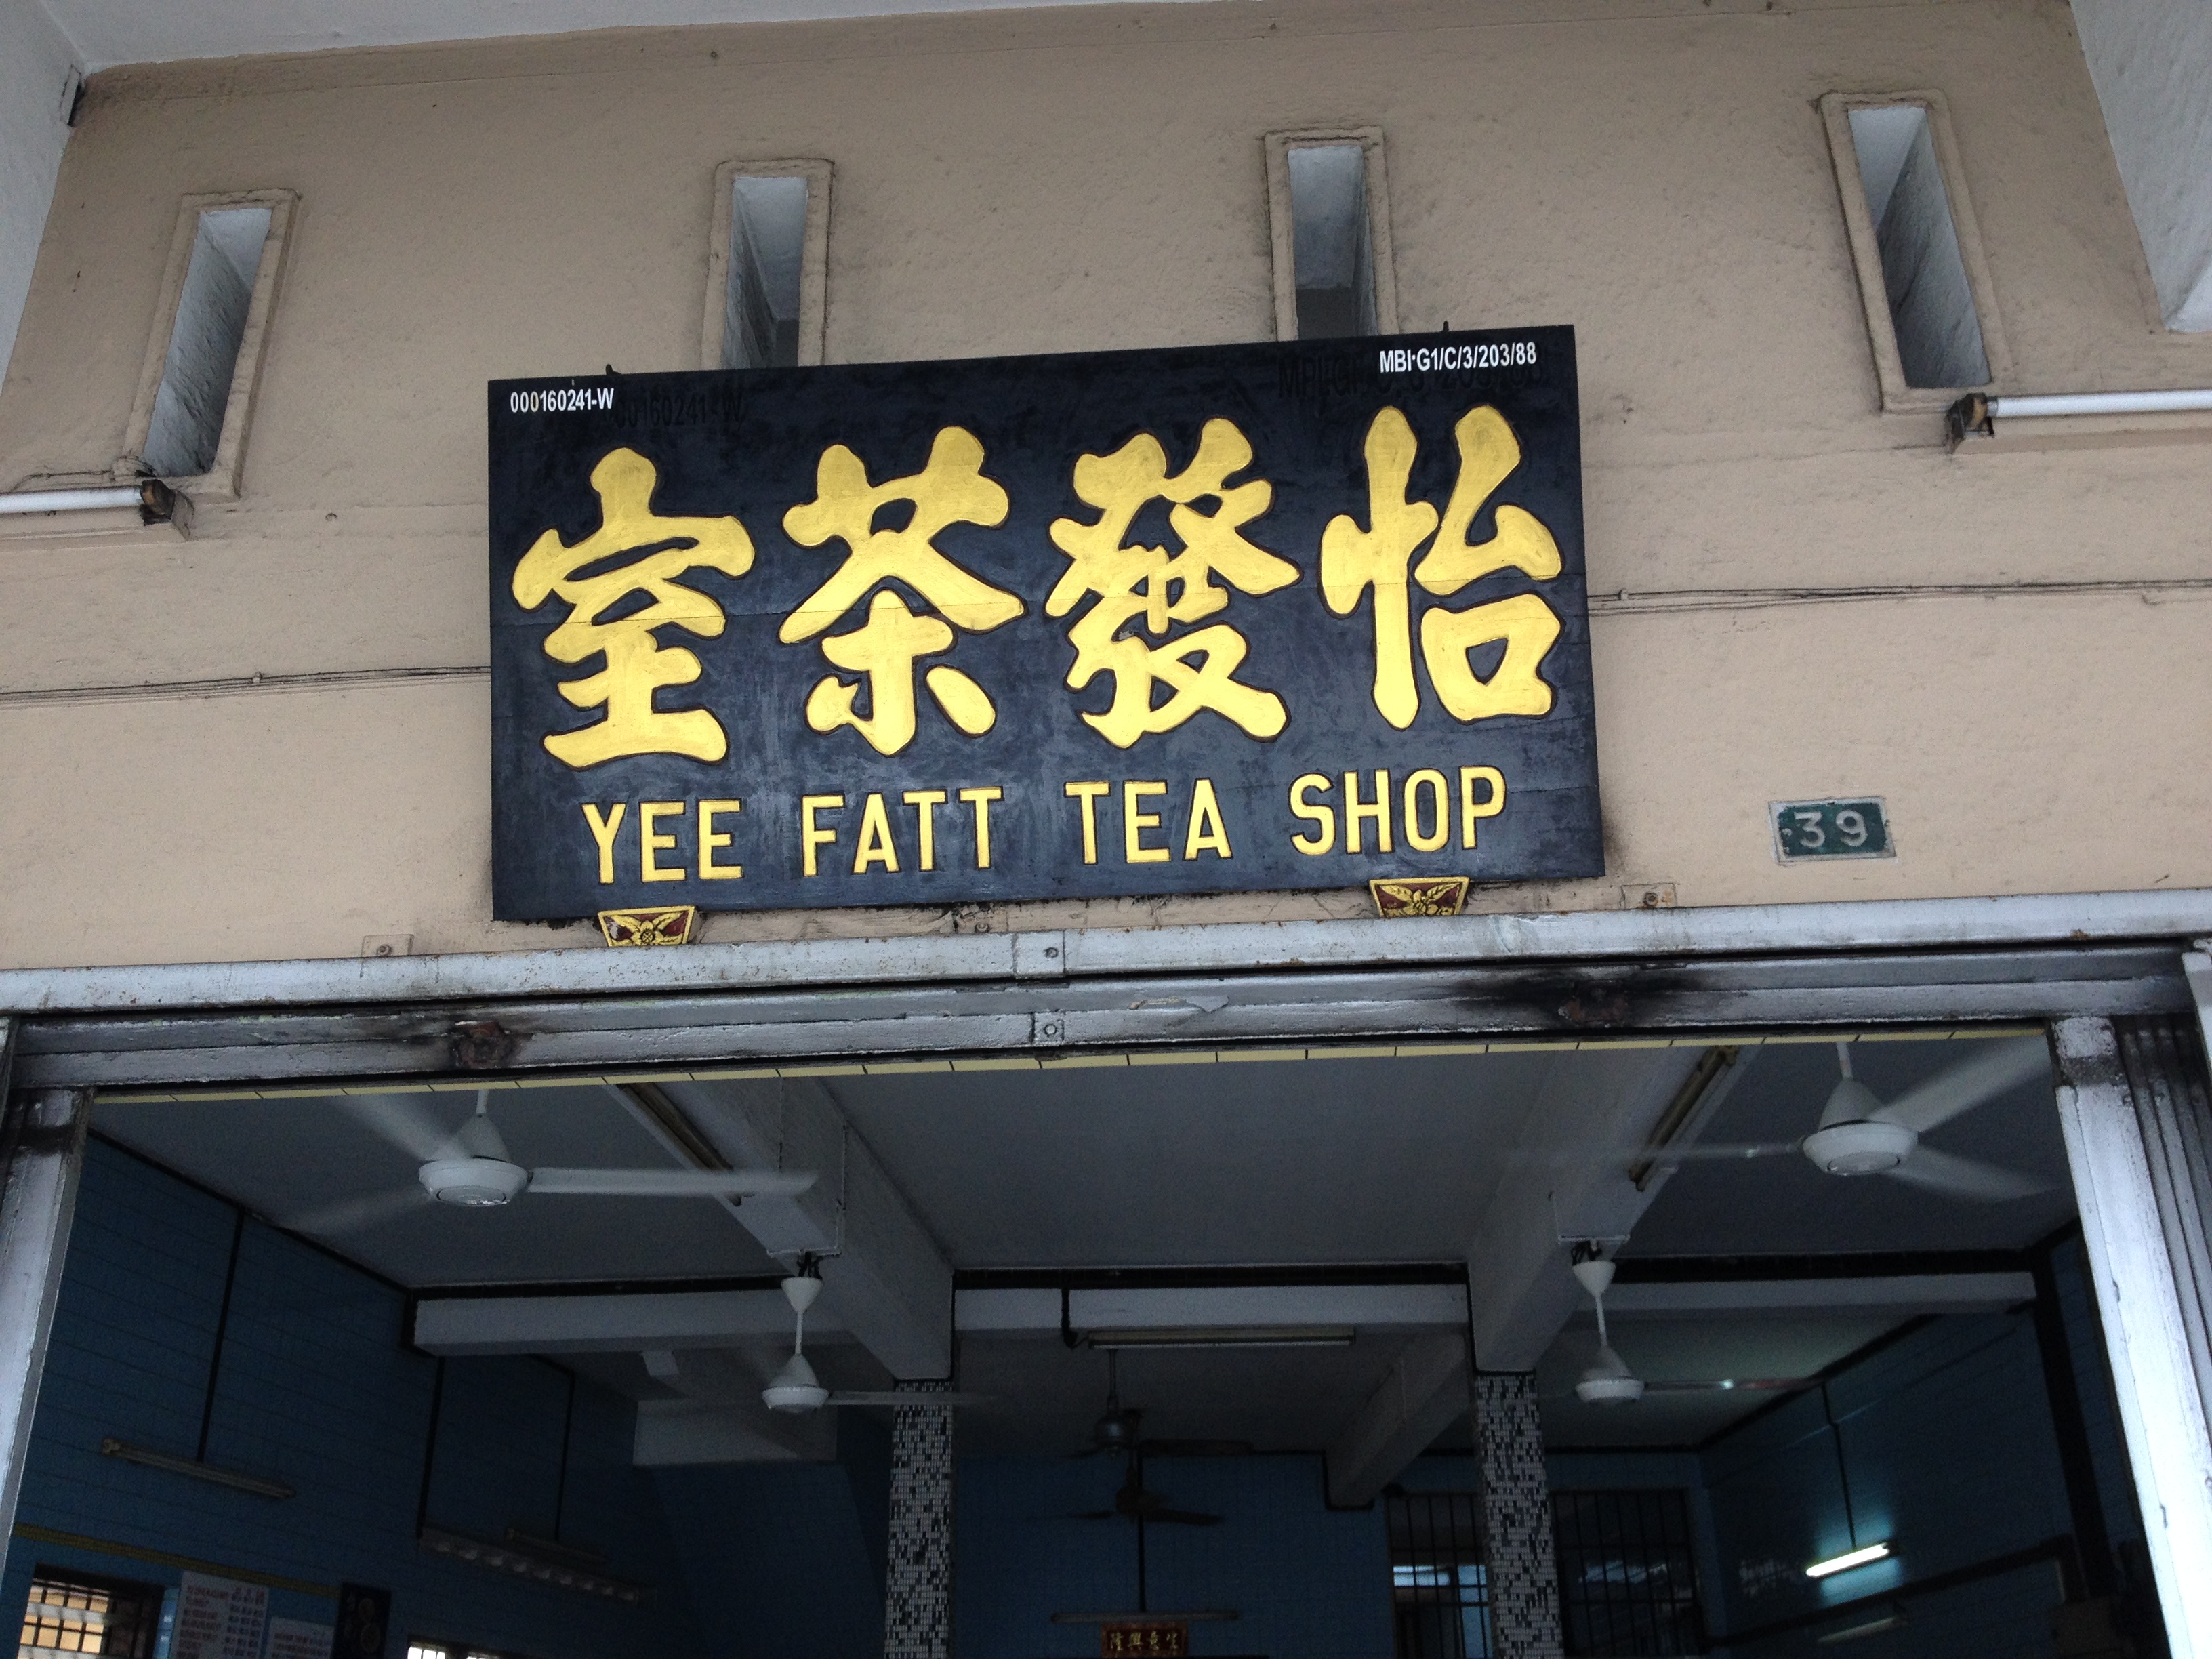 000160241-W
MBI·G1/C/3/203/88
怡發茶室
YEE FATT TEA SHOP
39